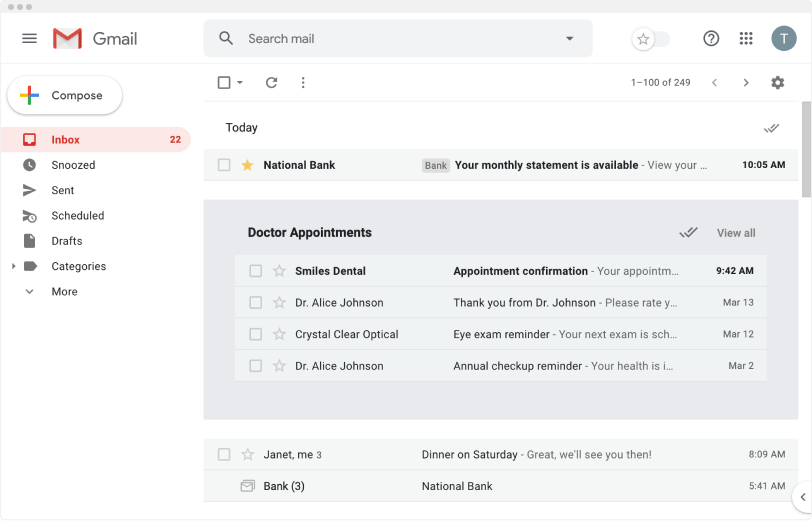 Gmail
Search mail
T
Compose
1–100 of 249
Inbox 22
Snoozed
Sent
Scheduled
Drafts
Categories
More
Today
National Bank Bank Your monthly statement is available - View your ... 10:05 AM
Doctor Appointments View all
Smiles Dental Appointment confirmation - Your appointm... 9:42 AM
Dr. Alice Johnson Thank you from Dr. Johnson - Please rate y... Mar 13
Crystal Clear Optical Eye exam reminder - Your next exam is sch... Mar 12
Dr. Alice Johnson Annual checkup reminder - Your health is i... Mar 2
Janet, me 3 Dinner on Saturday - Great, we'll see you then! 8:09 AM
Bank (3) National Bank 5:41 AM